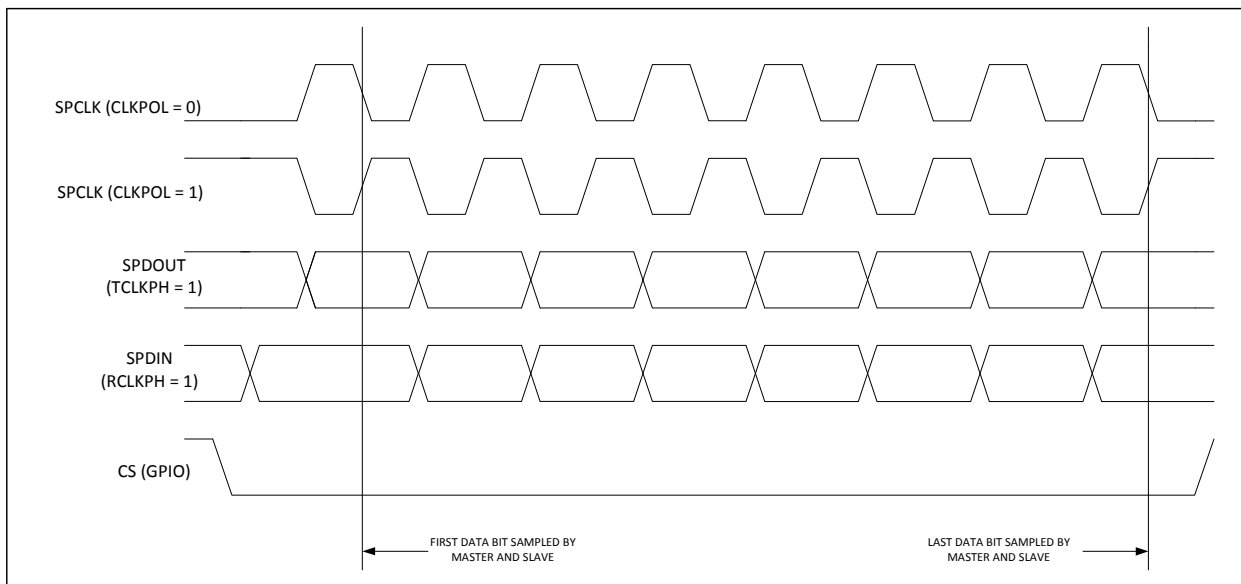 SPCLK (CLKPOL = 0)
SPCLK (CLKPOL = 1)
SPDOUT
(TCLKPH = 1)
SPDIN
(RCLKPH = 1)
CS (GPIO)
FIRST DATA BIT SAMPLED BY
MASTER AND SLAVE
LAST DATA BIT SAMPLED BY
MASTER AND SLAVE